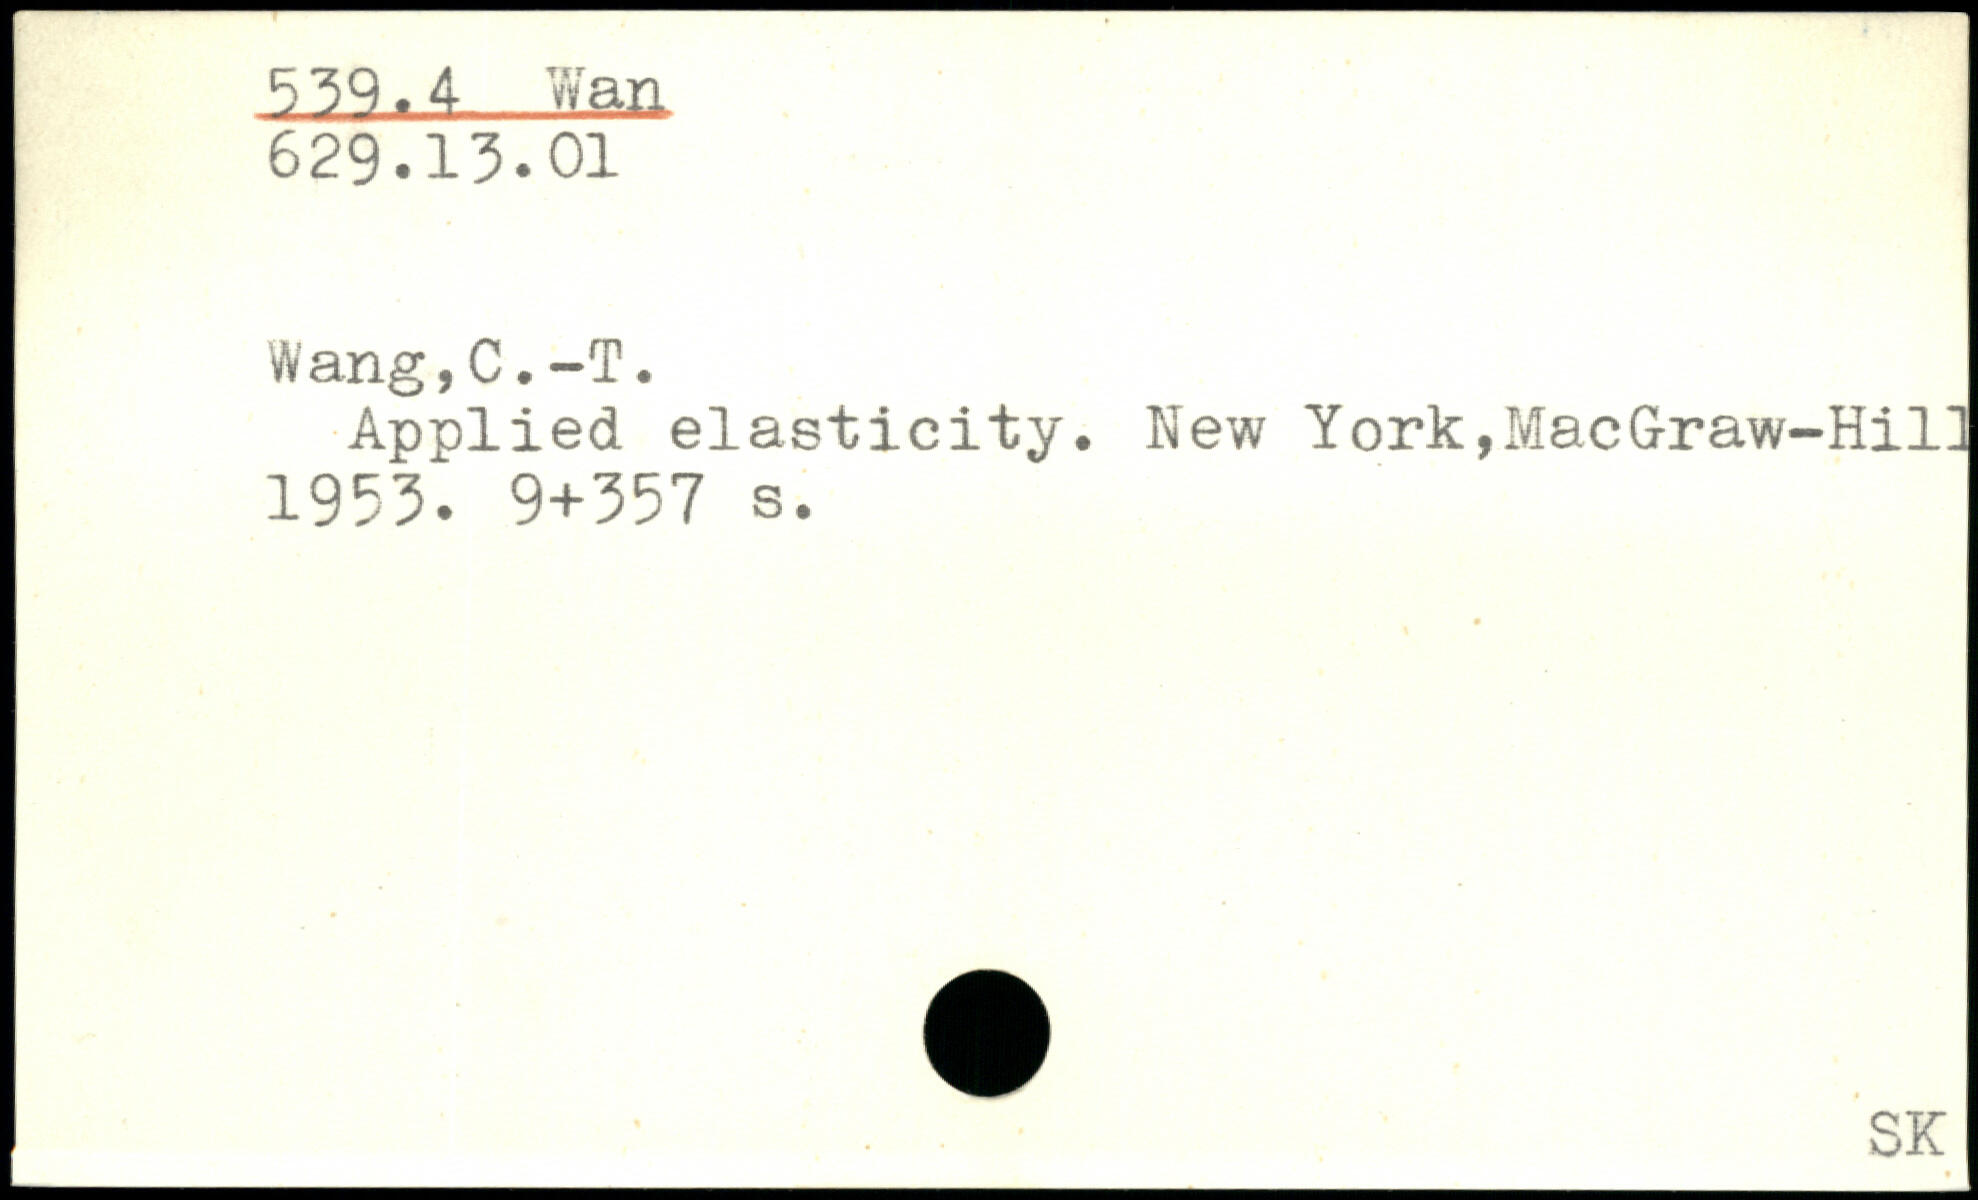 539.4 Wan
629.13.01
Wang,C.-T.
Applied elasticity. New York,MacGraw-Hill
1953. 9+357 s.
SK